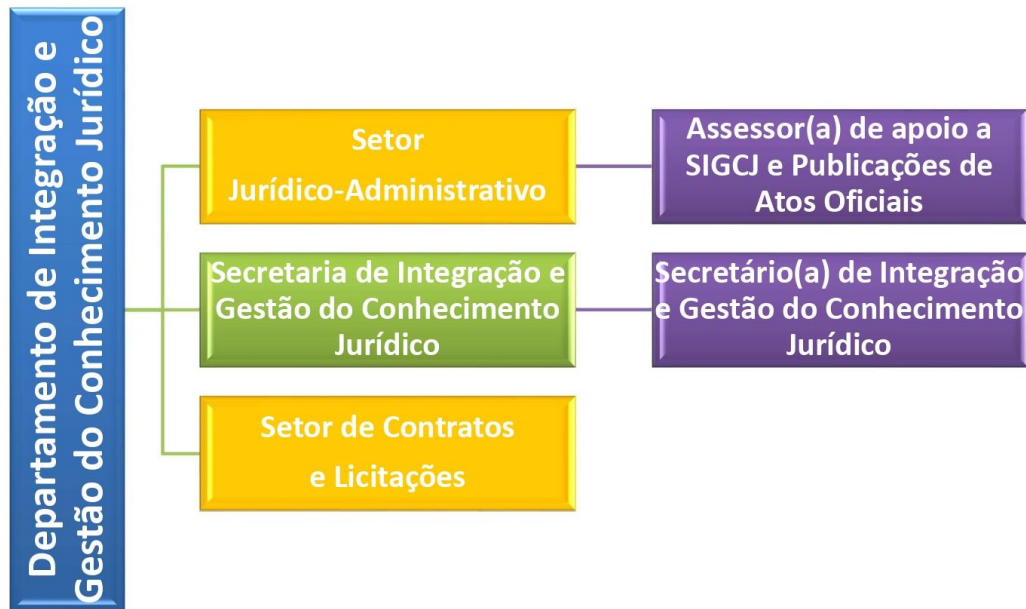 Departamento de Integração e
Gestão do Conhecimento Jurídico
Setor
Jurídico-Administrativo
Assessor(a) de apoio a
SIGCJ e Publicações de
Atos Oficiais
Secretaria de Integração e
Gestão do Conhecimento
Jurídico
Secretário(a) de Integração
e Gestão do Conhecimento
Jurídico
Setor de Contratos
e Licitações